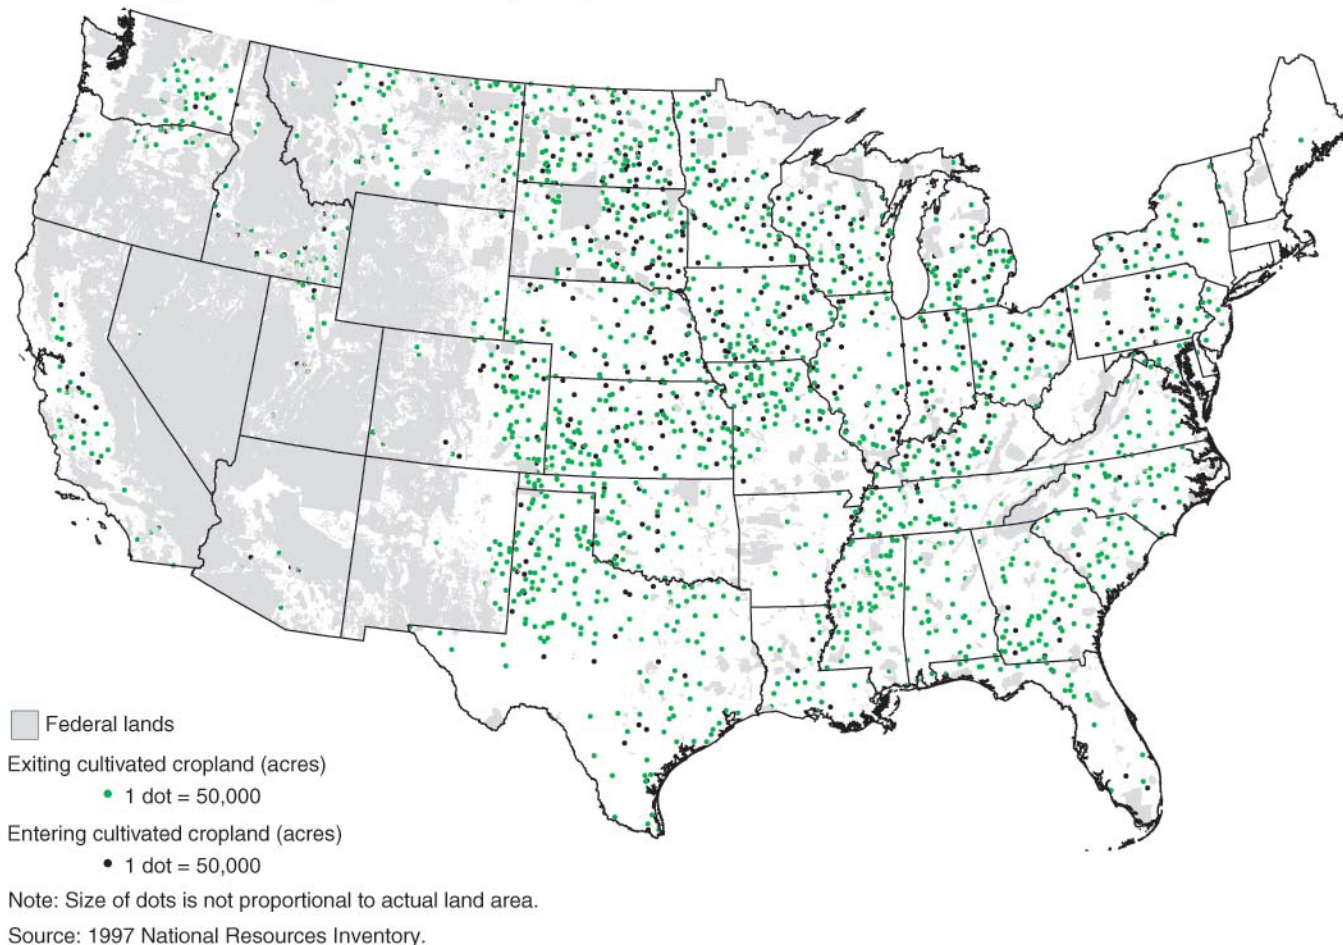 Federal lands
Exiting cultivated cropland (acres)
1 dot = 50,000
Entering cultivated cropland (acres)
1 dot = 50,000
Note: Size of dots is not proportional to actual land area.
Source: 1997 National Resources Inventory.